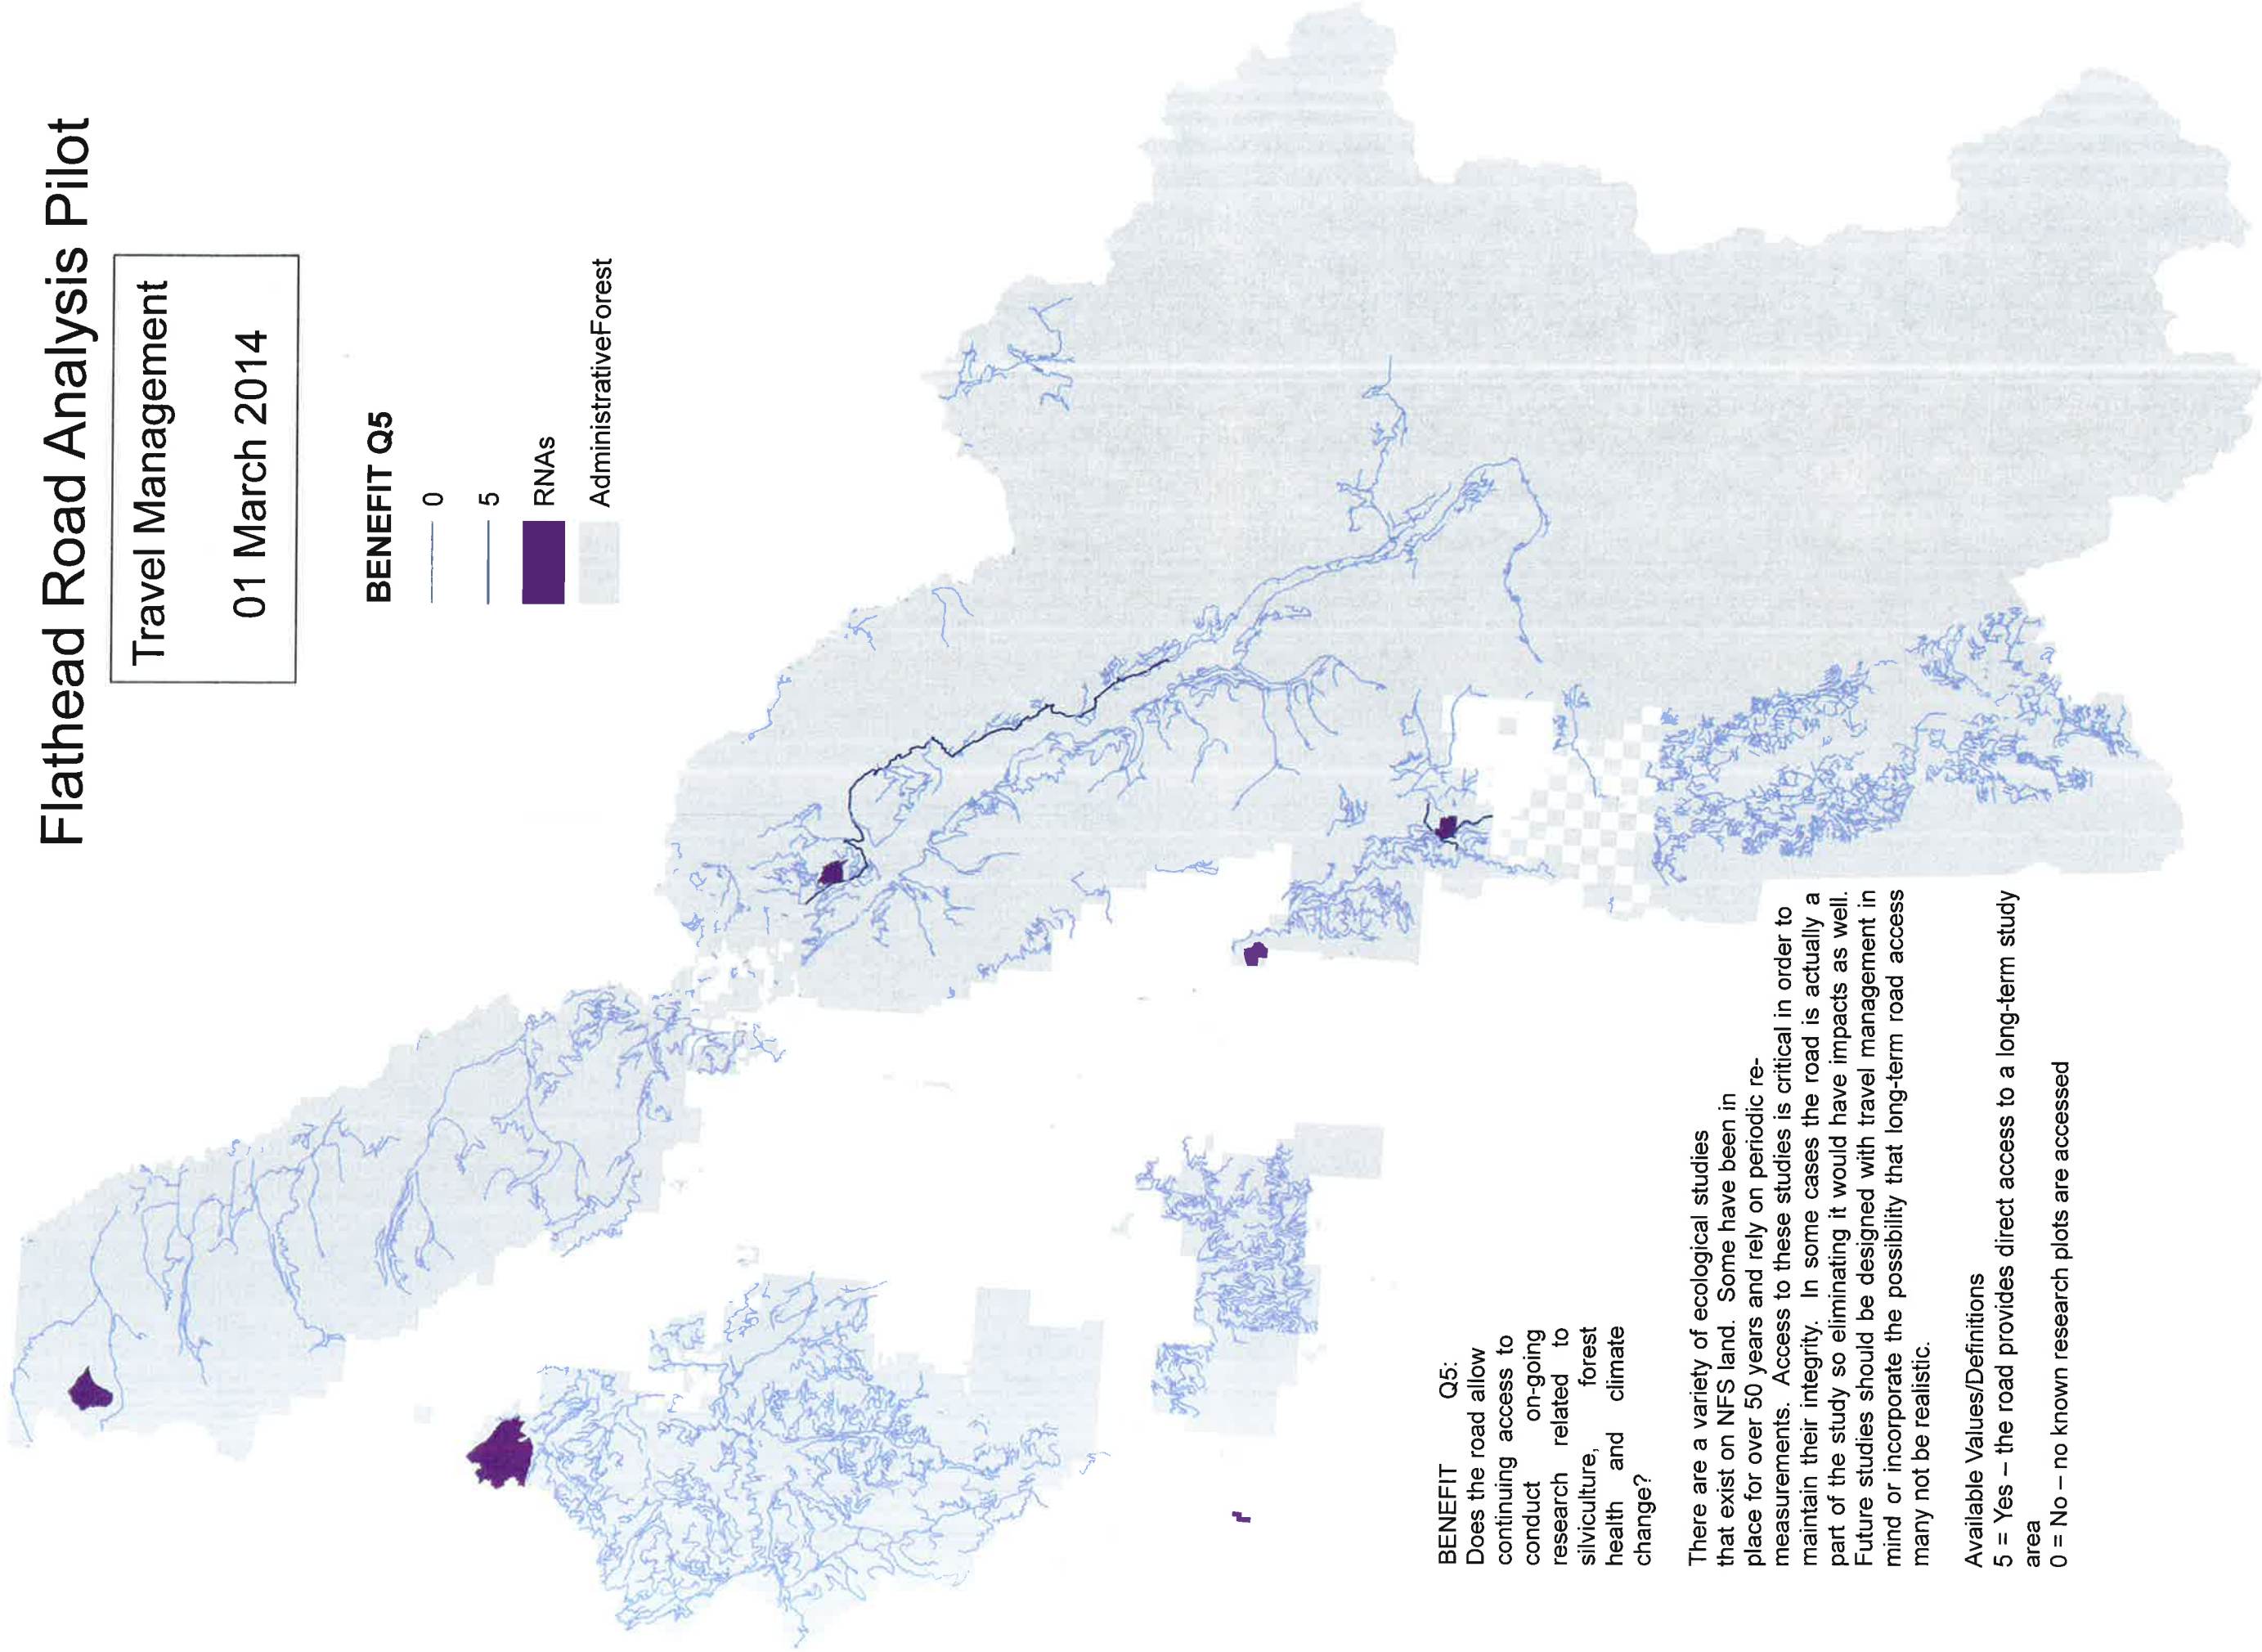 Flathead Road Analysis Pilot
Travel Management
01 March 2014
BENEFIT Q5
0
5
RNAs
AdministrativeForest
BENEFIT Q5:
Does the road allow
continuing access to
conduct on-going
research related to
silviculture, forest
health and climate
change?
There are a variety of ecological studies
that exist on NFS land. Some have been in
place for over 50 years and rely on periodic re-
measurements. Access to these studies is critical in order to
maintain their integrity. In some cases the road is actually a
part of the study so eliminating it would have impacts as well.
Future studies should be designed with travel management in
mind or incorporate the possibility that long-term road access
many not be realistic.
Available Values/Definitions
5 = Yes – the road provides direct access to a long-term study
area
0 = No – no known research plots are accessed